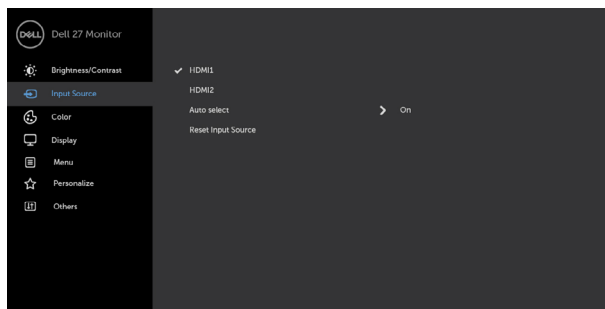 DELL Dell 27 Monitor
Brightness/Contrast
Input Source
Color
Display
Menu
Personalize
Others
HDMI1
HDMI2
Auto select On
Reset Input Source